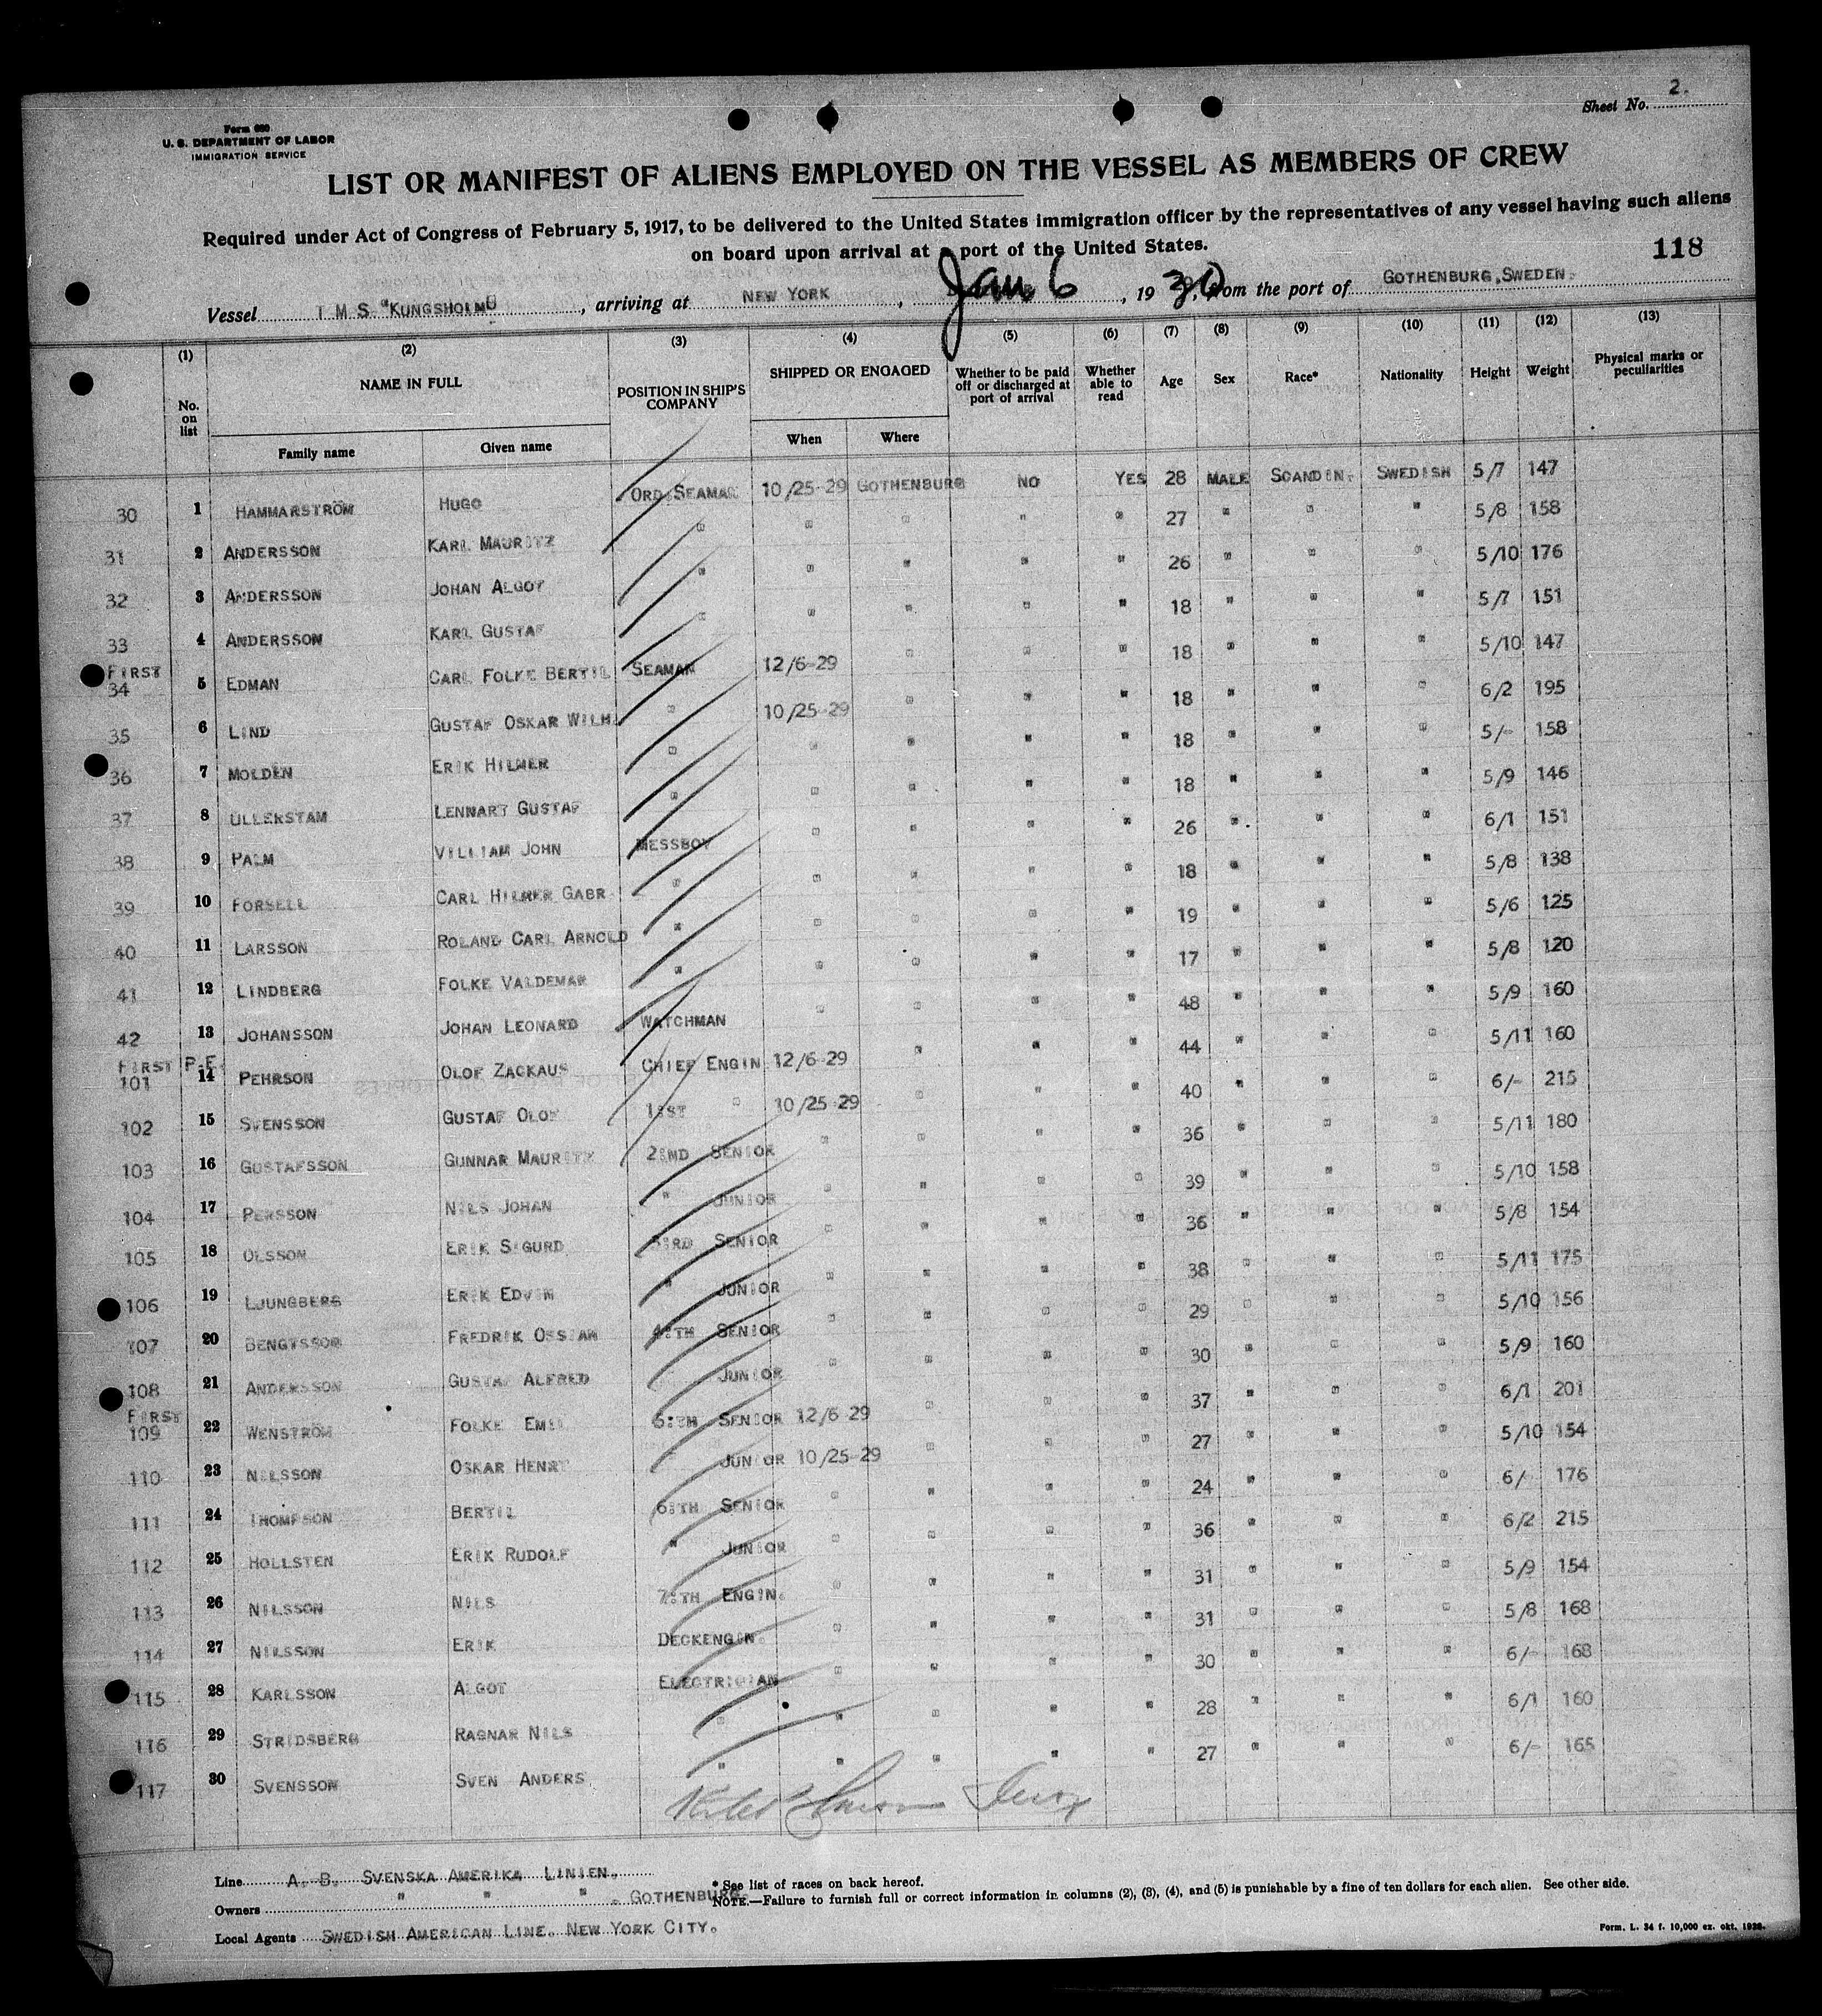 Sheet No. 2.
Form 680
U. S. DEPARTMENT OF LABOR
IMMIGRATION SERVICE
LIST OR MANIFEST OF ALIENS EMPLOYED ON THE VESSEL AS MEMBERS OF CREW
Required under Act of Congress of February 5, 1917, to be delivered to the United States immigration officer by the representatives of any vessel having such aliens
on board upon arrival at a port of the United States.
118
Vessel T M S "KUNGSHOLM", arriving at NEW YORK, Jan 6, 1930, from the port of GOTHENBURG, SWEDEN.
(1) (2) (3) (4) (5) (6) (7) (8) (9) (10) (11) (12) (13)
No. on list NAME IN FULL POSITION IN SHIP'S COMPANY SHIPPED OR ENGAGED Whether to be paid off or discharged at port of arrival Whether able to read Age Sex Race* Nationality Height Weight Physical marks or peculiarities
Family name Given name When Where
30 1 HAMMARSTRÖM HUGO ORD.SEAMAN 10/25-29 GOTHENBURG NO YES 28 MALE SCANDIN. SWEDISH 5/7 147
31 2 ANDERSSON KARL MAURITZ " " " " " 27 " " " 5/8 158
32 3 ANDERSSON JOHAN ALGOT " " " " " 26 " " " 5/10 176
33 4 ANDERSSON KARL GUSTAF " " " " " 18 " " " 5/7 151
FIRST
34 5 EDMAN CARL FOLKE BERTIL SEAMAN 12/6-29 " " " 18 " " " 5/10 147
35 6 LIND GUSTAF OSKAR WILH. " 10/25-29 " " " 18 " " " 6/2 195
36 7 MOLDEN ERIK HILMER " " " " " 18 " " " 5/- 158
37 8 ULLERSTAM LENNART GUSTAF " " " " " 18 " " " 5/9 146
38 9 PALM VILLIAM JOHN MESSBOY " " " " 26 " " " 6/1 151
39 10 FORSELL CARL HILMER GABR " " " " " 18 " " " 5/8 138
40 11 LARSSON ROLAND CARL ARNOLD " " " " " 19 " " " 5/6 125
41 12 LINDBERG FOLKE VALDEMAR " " " " " 17 " " " 5/8 120
42 13 JOHANSSON JOHAN LEONARD WATCHMAN " " " " 48 " " " 5/9 160
FIRST P.E.
101 14 PEHRSON OLOF ZACKAUS CHIEF ENGIN 12/6-29 " " " 44 " " " 5/11 160
102 15 SVENSSON GUSTAF OLOF 1:ST " 10/25-29 " " " 40 " " " 6/- 215
103 16 GUSTAFSSON GUNNAR MAURITZ 2:ND SENIOR " " " " 36 " " " 5/11 180
104 17 PERSSON NILS JOHAN " JUNIOR " " " " 39 " " " 5/10 158
105 18 OLSSON ERIK SIGURD 3:RD SENIOR " " " " 36 " " " 5/8 154
106 19 LJUNGBERG ERIK EDVIN " JUNIOR " " " " 38 " " " 5/11 175
107 20 BENGTSSON FREDRIK OSSIAN 4:TH SENIOR " " " " 29 " " " 5/10 156
108 21 ANDERSSON GUSTAF ALFRED JUNIOR " " " " 30 " " " 5/9 160
FIRST
109 22 WENSTRÖM FOLKE EMIL 5:TH SENIOR 12/6-29 " " " 37 " " " 6/1 201
110 23 NILSSON OSKAR HENRY " JUNIOR 10/25-29 " " " 27 " " " 5/10 154
111 24 THOMPSON BERTIL 6:TH SENIOR " " " " 24 " " " 6/ 176
112 25 HOLLSTEN ERIK RUDOLF " JUNIOR " " " " 36 " " " 6/2 215
113 26 NILSSON NILS 7:TH ENGIN. " " " " 31 " " " 5/9 154
114 27 NILSSON ERIK DECKENGIN. " " " " 31 " " " 5/8 168
115 28 KARLSSON ALGOT ELECTRICIAN " " " " 30 " " " 6/- 168
116 29 STRIDSBERG RAGNAR NILS " " " " " 28 " " " 6/1 160
117 30 SVENSSON SVEN ANDERS " " " " " 27 " " " 6/- 165
Line A. B. SVENSKA AMERIKA LINIEN.
Owners " " " . GOTHENBURG.
Local Agents SWEDISH AMERICAN LINE. NEW YORK CITY.
* See list of races on back hereof.
NOTE.—Failure to furnish full or correct information in columns (2), (3), (4), and (5) is punishable by a fine of ten dollars for each alien. See other side.
Form. L. 34 f. 10,000 ex. okt. 1928.